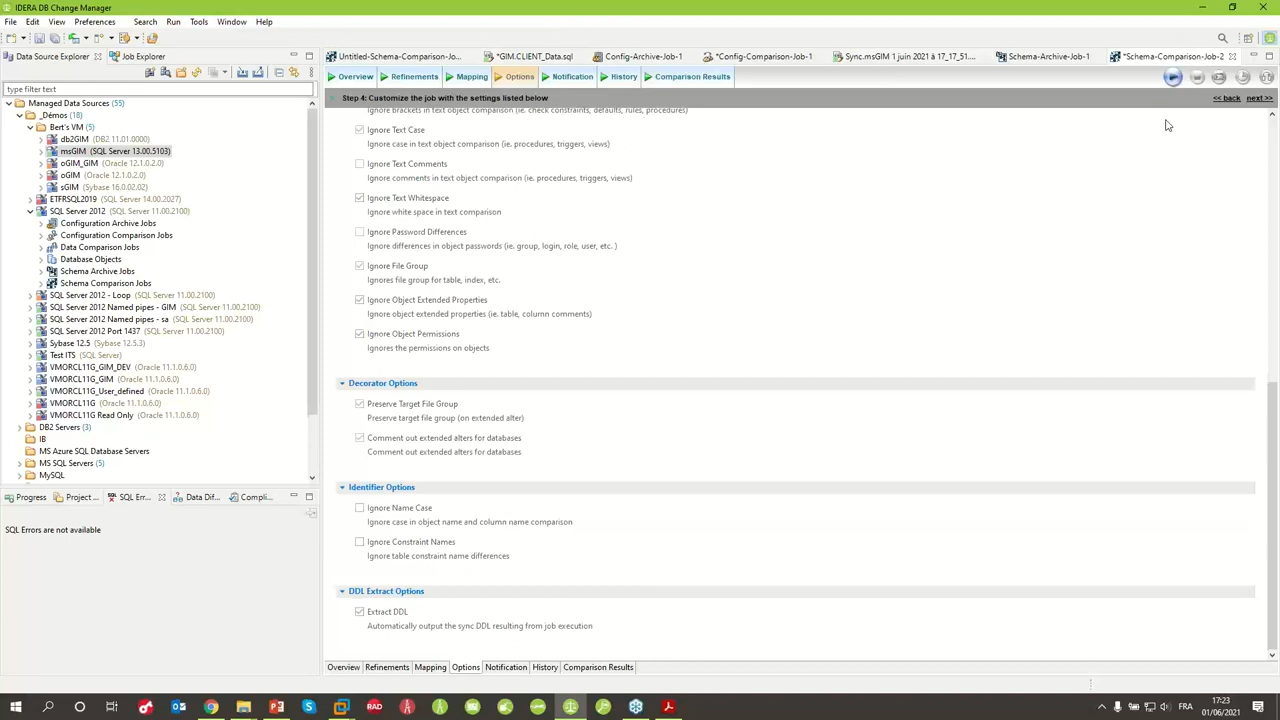 IDERA DB Change Manager
File Edit View Preferences Search Run Tools Window Help
Data Source Explorer Job Explorer
Untitled-Schema-Comparison-Jo... *GIM.CLIENT_Data.sql Config-Archive-Job-1 *Config-Comparison-Job-1 Sync.msGIM 1 juin 2021 à 17_17_51.... Schema-Archive-Job-1 *Schema-Comparison-Job-2
Overview Refinements Mapping Options Notification History Comparison Results
type filter text
Step 4: Customize the job with the settings listed below
<< back next >>
Managed Data Sources (55)
_Démos (18)
Bert's VM (5)
db2GIM (DB2 11.01.0000)
msGIM (SQL Server 13.00.5103)
oGIM_GIM (Oracle 12.1.0.2.0)
oGIM (Oracle 12.1.0.2.0)
sGIM (Sybase 16.0.02.02)
ETFRSQL2019 (SQL Server 14.00.2027)
SQL Server 2012 (SQL Server 11.00.2100)
Configuration Archive Jobs
Configuration Comparison Jobs
Data Comparison Jobs
Database Objects
Schema Archive Jobs
Schema Comparison Jobs
SQL Server 2012 - Loop (SQL Server 11.00.2100)
SQL Server 2012 Named pipes - GIM (SQL Server 11.00.2100)
SQL Server 2012 Named pipes - sa (SQL Server 11.00.2100)
SQL Server 2012 Port 1437 (SQL Server 11.00.2100)
Sybase 12.5 (Sybase 12.5.3)
Test ITS (SQL Server)
VMORCL11G_GIM_DEV (Oracle 11.1.0.6.0)
VMORCL11G_GIM (Oracle 11.1.0.6.0)
VMORCL11G_User_defined (Oracle 11.1.0.6.0)
VMORCL11G (Oracle 11.1.0.6.0)
VMORCL11G Read Only (Oracle 11.1.0.6.0)
DB2 Servers (3)
IB
MS Azure SQL Database Servers
MS SQL Servers (5)
MySQL
Ignore brackets in text object comparison (ie. check constraints, defaults, rules, procedures)
Ignore Text Case
Ignore case in text object comparison (ie. procedures, triggers, views)
Ignore Text Comments
Ignore comments in text object comparison (ie. procedures, triggers, views)
Ignore Text Whitespace
Ignore white space in text comparison
Ignore Password Differences
Ignore differences in object passwords (ie. group, login, role, user, etc. )
Ignore File Group
Ignores file group for table, index, etc.
Ignore Object Extended Properties
Ignore object extended properties (ie. table, column comments)
Ignore Object Permissions
Ignores the permissions on objects
Decorator Options
Preserve Target File Group
Preserve target file group (on extended alter)
Comment out extended alters for databases
Comment out extended alters for databases
Identifier Options
Ignore Name Case
Ignore case in object name and column name comparison
Ignore Constraint Names
Ignore table constraint name differences
DDL Extract Options
Extract DDL
Automatically output the sync DDL resulting from job execution
Progress Project ... SQL Err... Data Dif... Compli...
SQL Errors are not available
Overview Refinements Mapping Options Notification History Comparison Results
RAD
FRA
17:23
01/06/2021